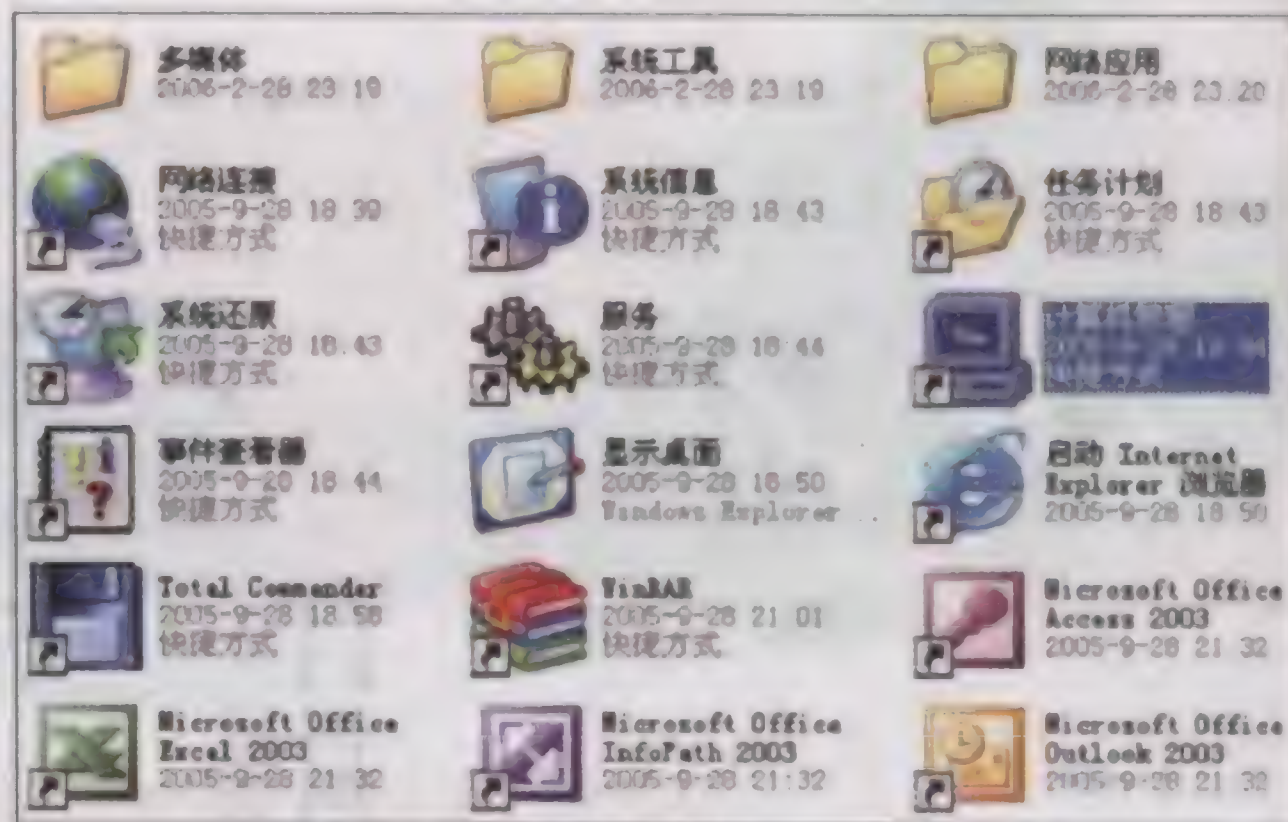 多媒体
2006-2-28 23:19
系统工具
2006-2-28 23:19
网络应用
2006-2-28 23:20
网络连接
2005-9-28 18:39
快捷方式
系统信息
2005-9-28 18:43
快捷方式
任务计划
2005-9-28 18:43
快捷方式
系统还原
2005-9-28 18:43
快捷方式
服务
2005-9-28 18:44
快捷方式
事件查看器
2005-9-28 18:44
快捷方式
显示桌面
2005-9-28 18:50
Windows Explorer
启动 Internet
Explorer 浏览器
2005-9-28 18:50
Total Commander
2005-9-28 18:58
快捷方式
WinRAR
2005-9-28 21:01
快捷方式
Microsoft Office
Access 2003
2005-9-28 21:32
Microsoft Office
Excel 2003
2005-9-28 21:32
Microsoft Office
InfoPath 2003
2005-9-28 21:32
Microsoft Office
Outlook 2003
2005-9-28 21:32